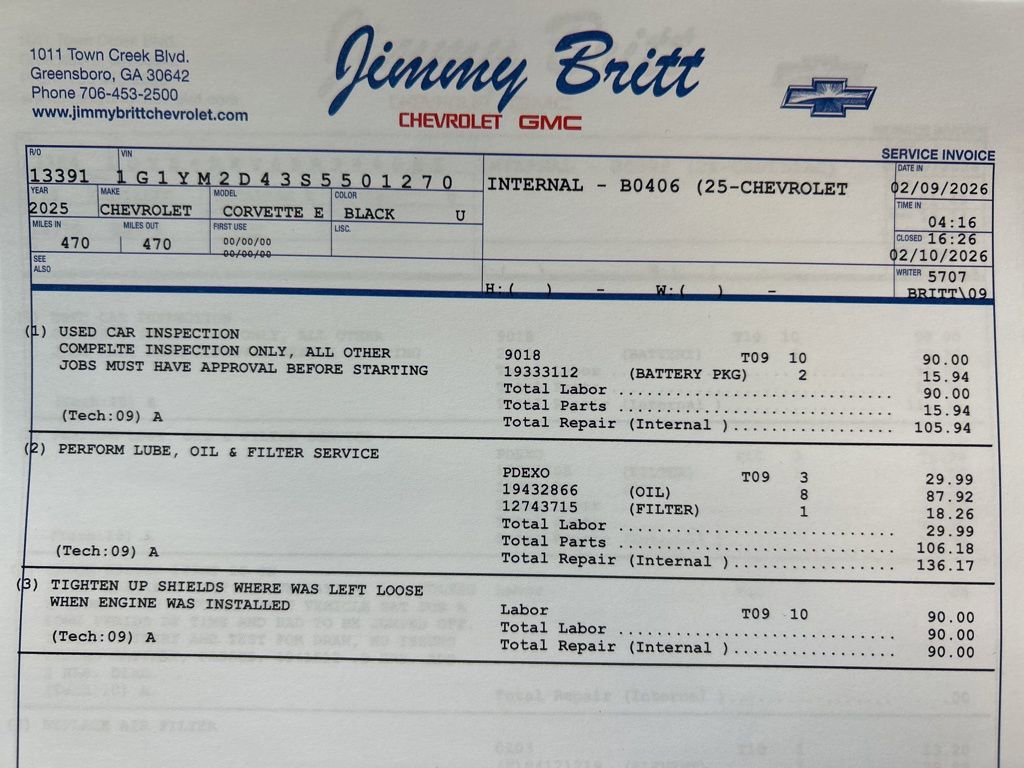 1011 Town Creek Blvd.
Greensboro, GA 30642
Phone 706-453-2500
www.jimmybrittchevrolet.com
Jimmy Britt
CHEVROLET GMC
SERVICE INVOICE
R/O VIN DATE IN
13391 1G1YM2D43S5501270 INTERNAL - B0406 (25-CHEVROLET 02/09/2026
YEAR MAKE MODEL COLOR TIME IN
2025 CHEVROLET CORVETTE E BLACK U 04:16
MILES IN MILES OUT FIRST USE LISC. CLOSED 16:26
470 470 00/00/00 02/10/2026
00/00/00
SEE ALSO WRITER 5707
H:( ) - W:( ) - BRITT\09
(1) USED CAR INSPECTION
COMPELTE INSPECTION ONLY, ALL OTHER 9018 T09 10 90.00
JOBS MUST HAVE APPROVAL BEFORE STARTING 19333112 (BATTERY PKG) 2 15.94
Total Labor .............................. 90.00
Total Parts .............................. 15.94
(Tech:09) A Total Repair (Internal ).................. 105.94
(2) PERFORM LUBE, OIL & FILTER SERVICE
PDEXO T09 3 29.99
19432866 (OIL) 8 87.92
12743715 (FILTER) 1 18.26
Total Labor .............................. 29.99
Total Parts .............................. 106.18
(Tech:09) A Total Repair (Internal ).................. 136.17
(3) TIGHTEN UP SHIELDS WHERE WAS LEFT LOOSE
WHEN ENGINE WAS INSTALLED Labor T09 10 90.00
Total Labor .............................. 90.00
(Tech:09) A Total Repair (Internal ).................. 90.00